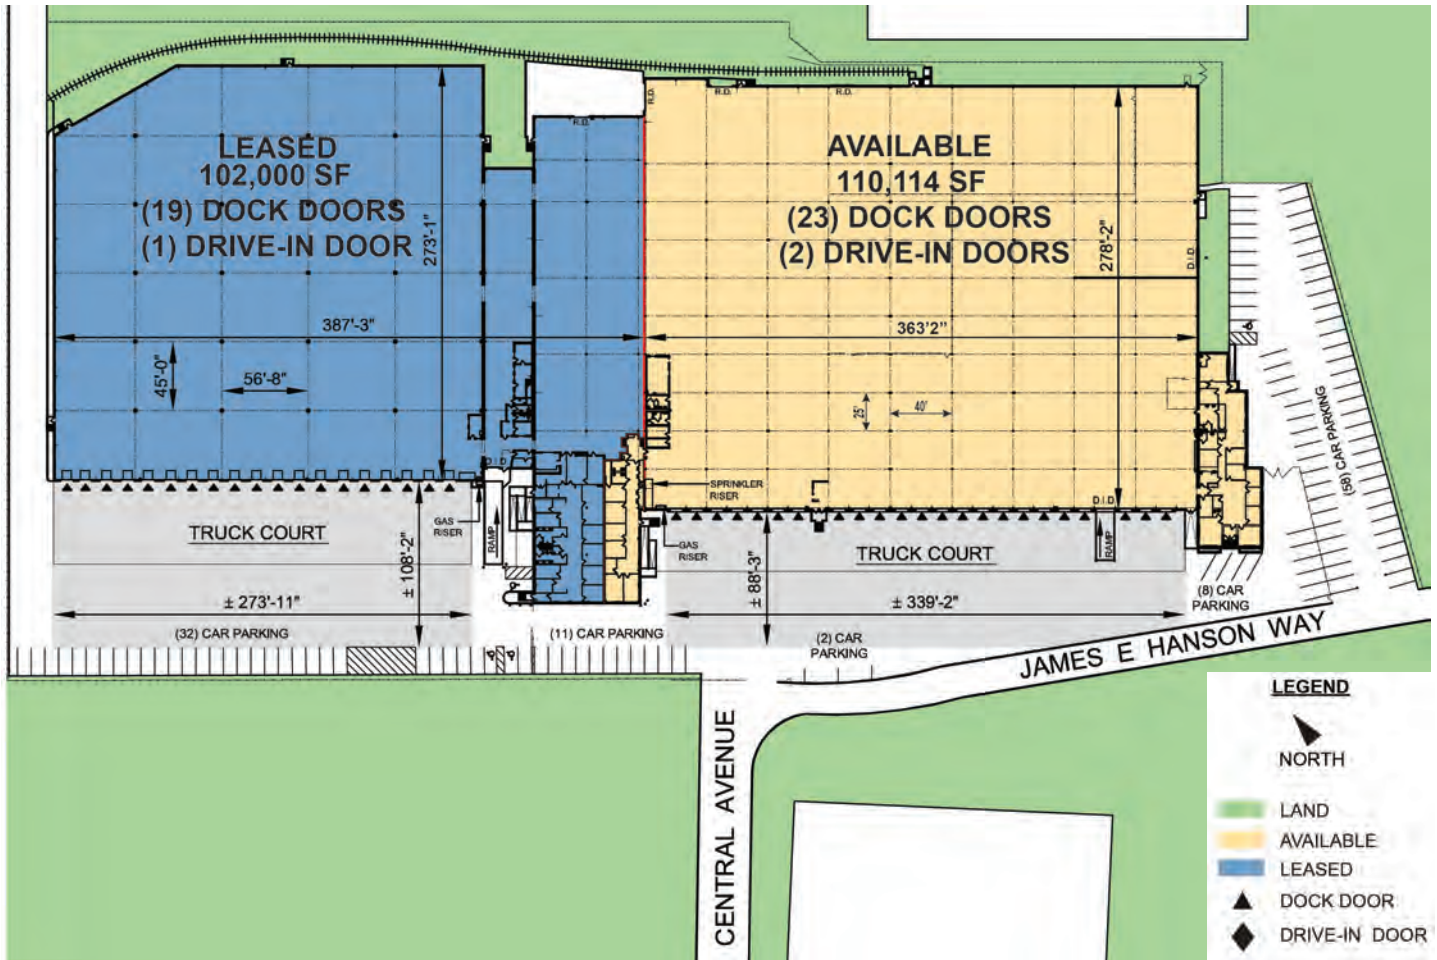 R.D.
R.D.
R.D.
R.D.
LEASED
102,000 SF
(19) DOCK DOORS
(1) DRIVE-IN DOOR
273'-1"
AVAILABLE
110,114 SF
(23) DOCK DOORS
(2) DRIVE-IN DOORS
278'-2"
D.I.D.
387'-3"
363'2"
45'-0"
56'-8"
25'
40'
(58) CAR PARKING
D.I.D.
SPRINKLER
RISER
D.I.D.
TRUCK COURT
GAS
RISER
RAMP
± 108'-2"
GAS
RISER
± 88'-3"
TRUCK COURT
RAMP
± 273'-11"
± 339'-2"
(8) CAR
PARKING
(32) CAR PARKING
(11) CAR PARKING
(2) CAR
PARKING
JAMES E HANSON WAY
CENTRAL AVENUE
LEGEND
NORTH
LAND
AVAILABLE
LEASED
DOCK DOOR
DRIVE-IN DOOR